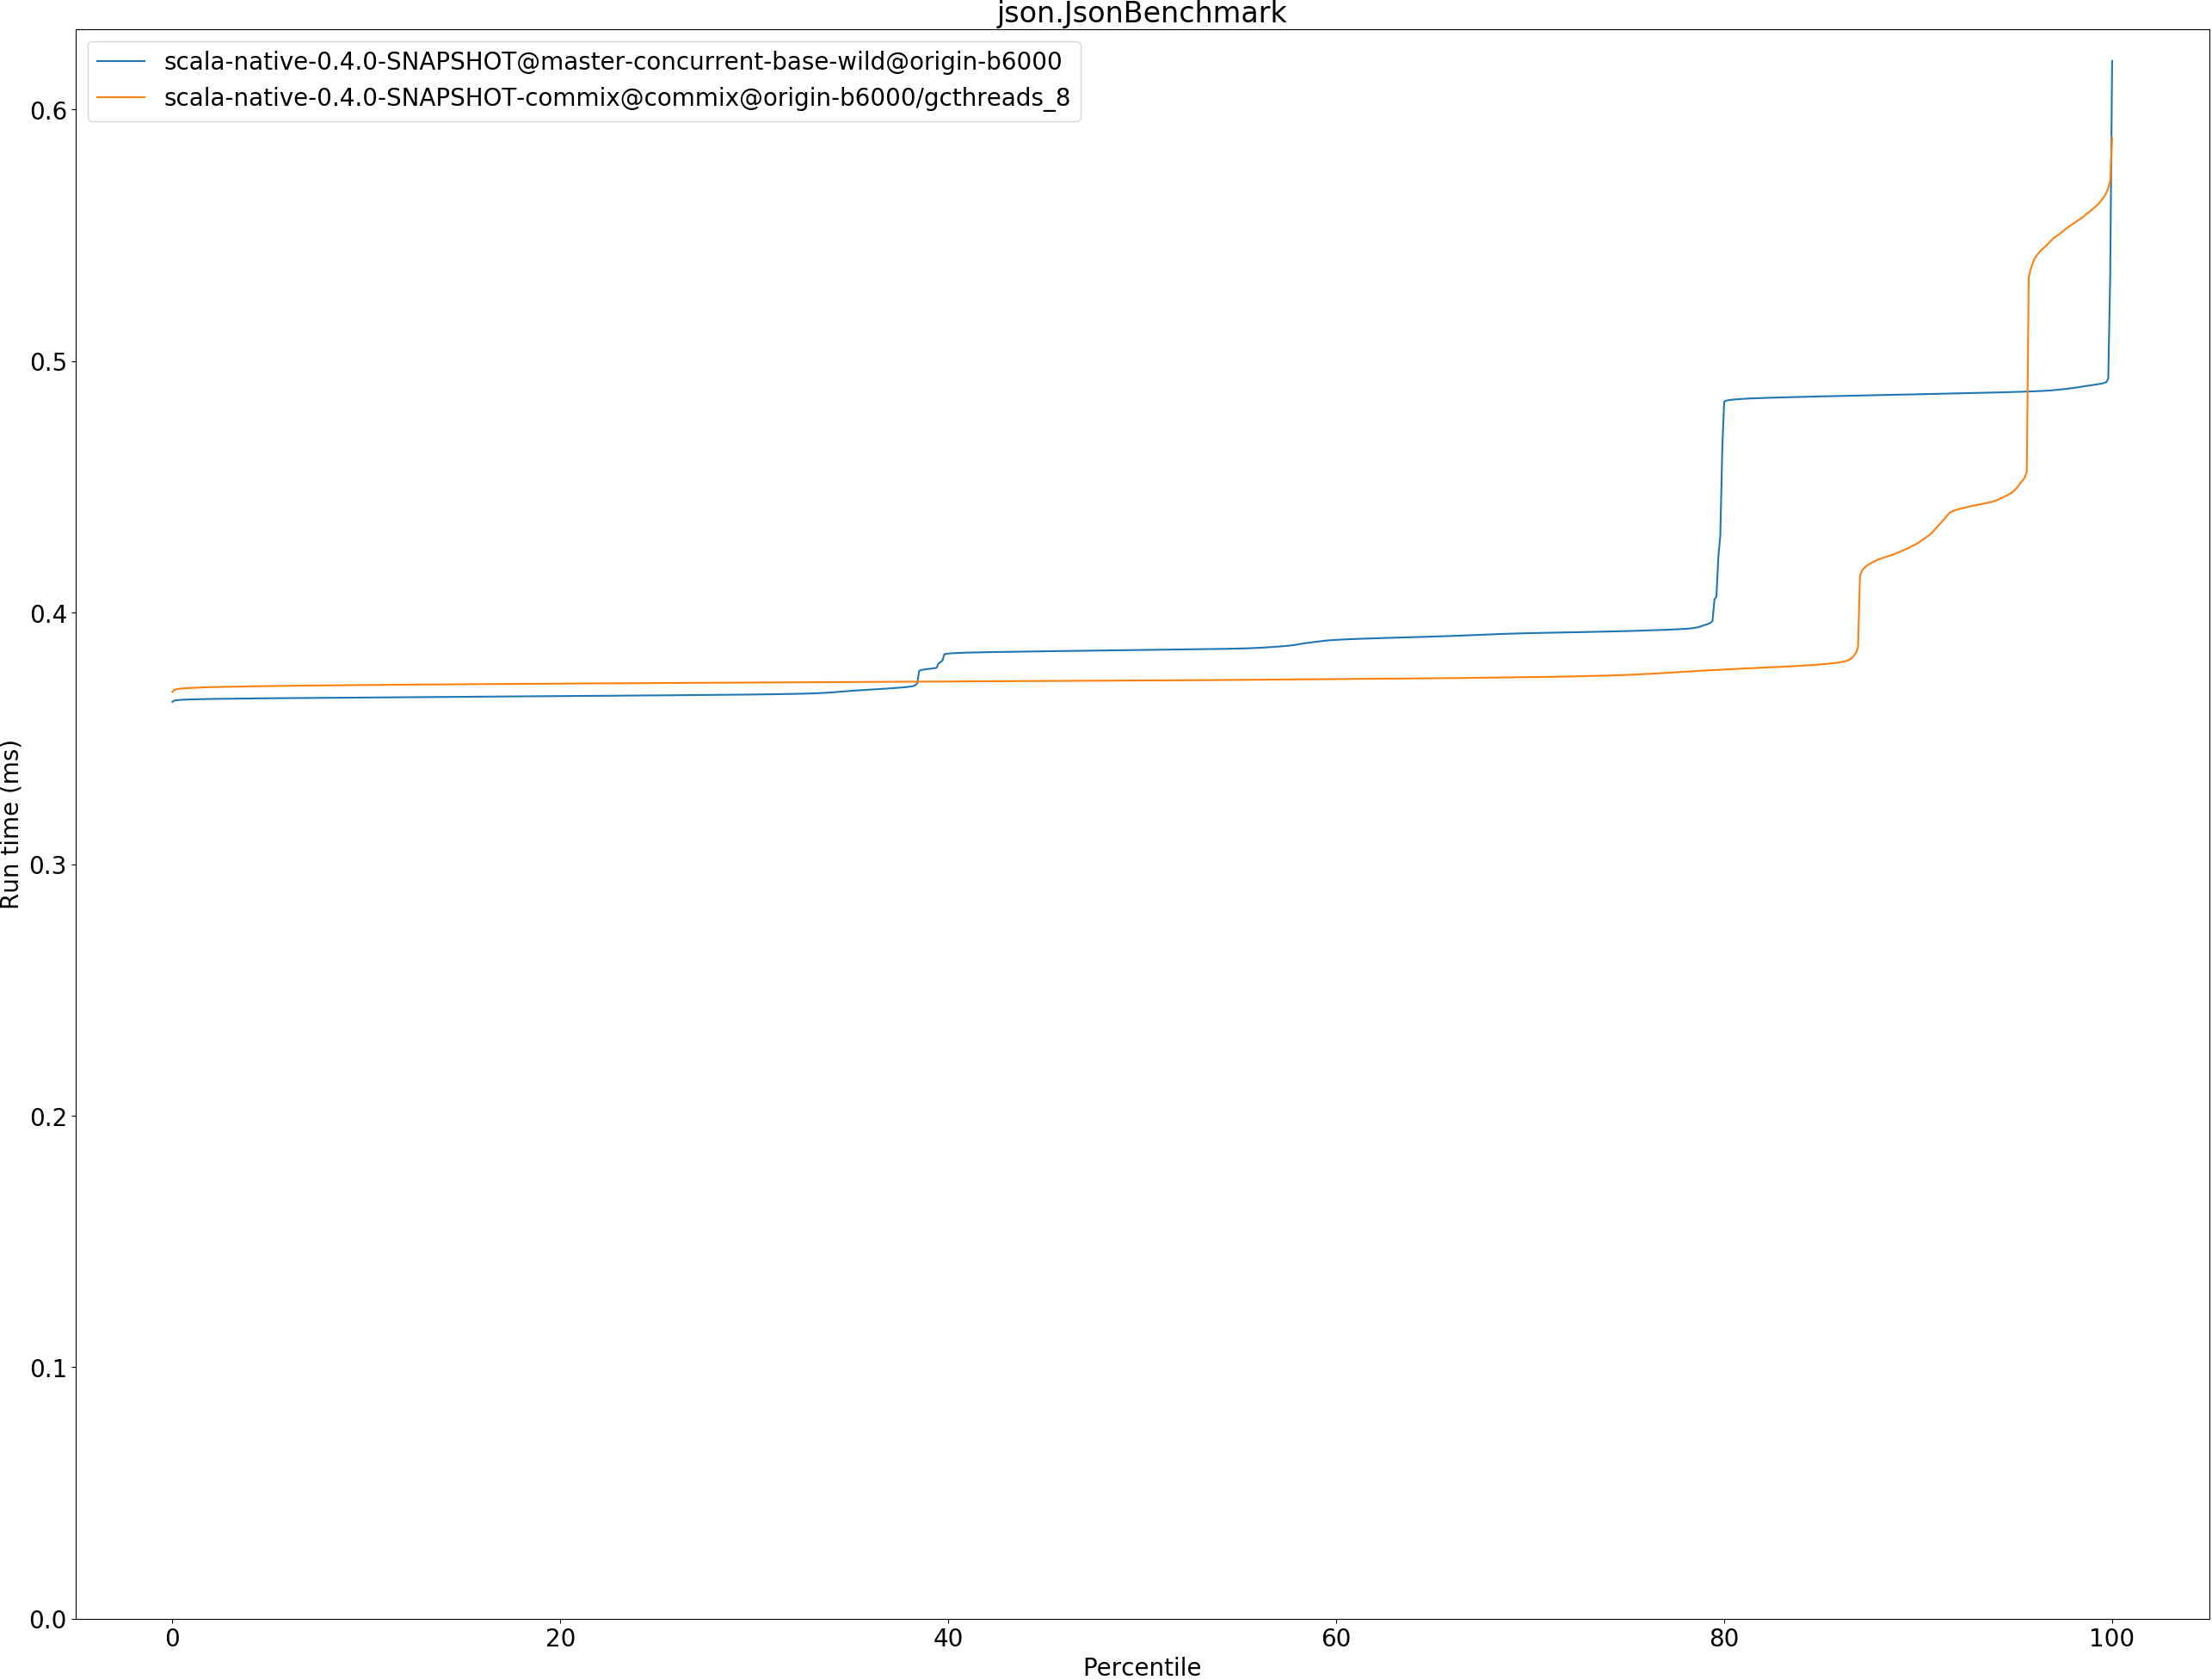 json.JsonBenchmark
scala-native-0.4.0-SNAPSHOT@master-concurrent-base-wild@origin-b6000
scala-native-0.4.0-SNAPSHOT-commix@commix@origin-b6000/gcthreads_8
Run time (ms)
0.6
0.5
0.4
0.3
0.2
0.1
0.0
0 20 40 60 80 100
Percentile